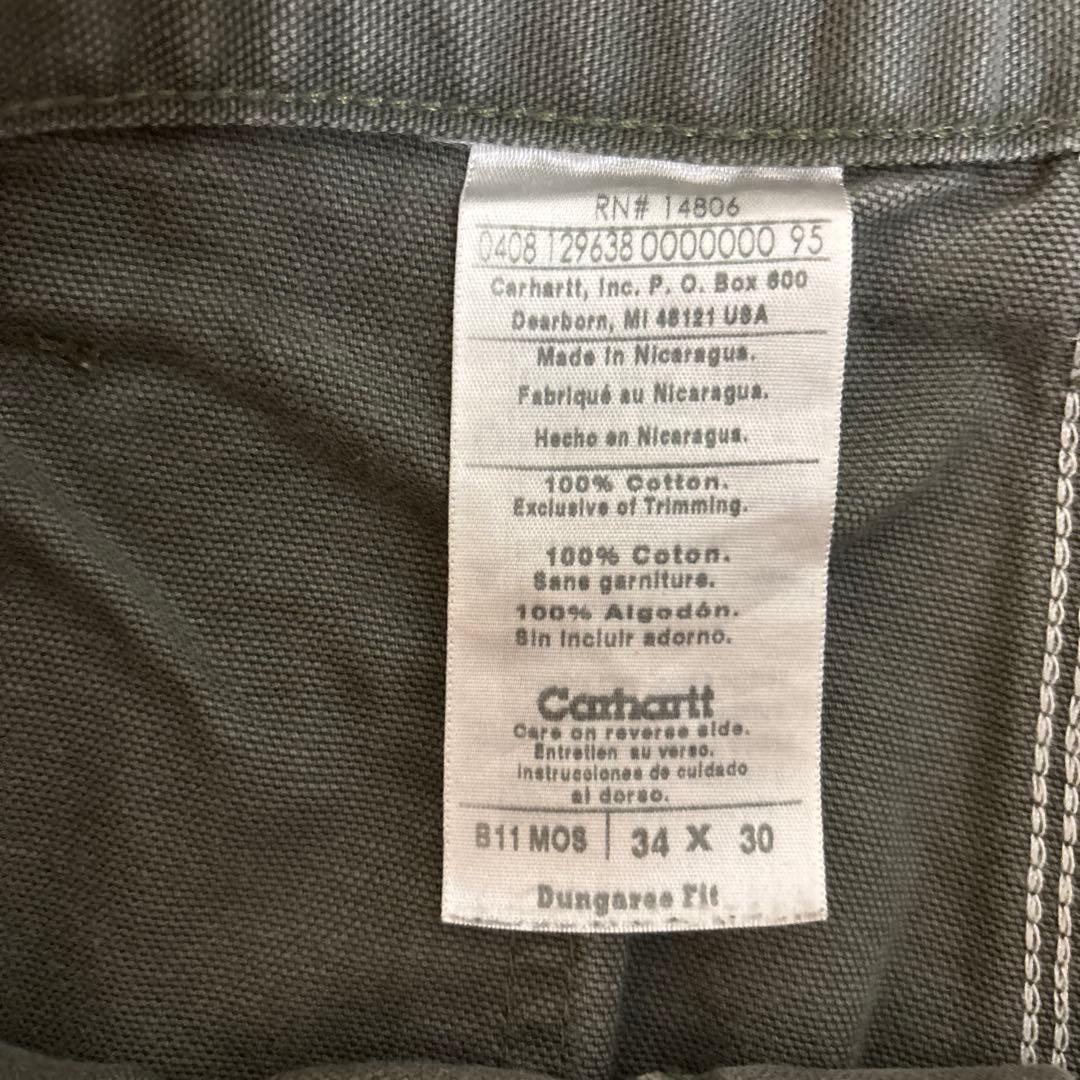 RN# 14806
0408 129638 0000000 95
Carhartt, Inc. P. O. Box 600
Dearborn, MI 48121 USA
Made in Nicaragua.
Fabriqué au Nicaragua.
Hecho en Nicaragua.
100% Cotton.
Exclusive of Trimming.
100% Coton.
Sans garniture.
100% Algodón.
Sin incluir adorno.
Carhartt
Care on reverse side.
Entretien au verso.
Instrucciones de cuidado
al dorso.
B11 MOS | 34 X 30
Dungaree Fit